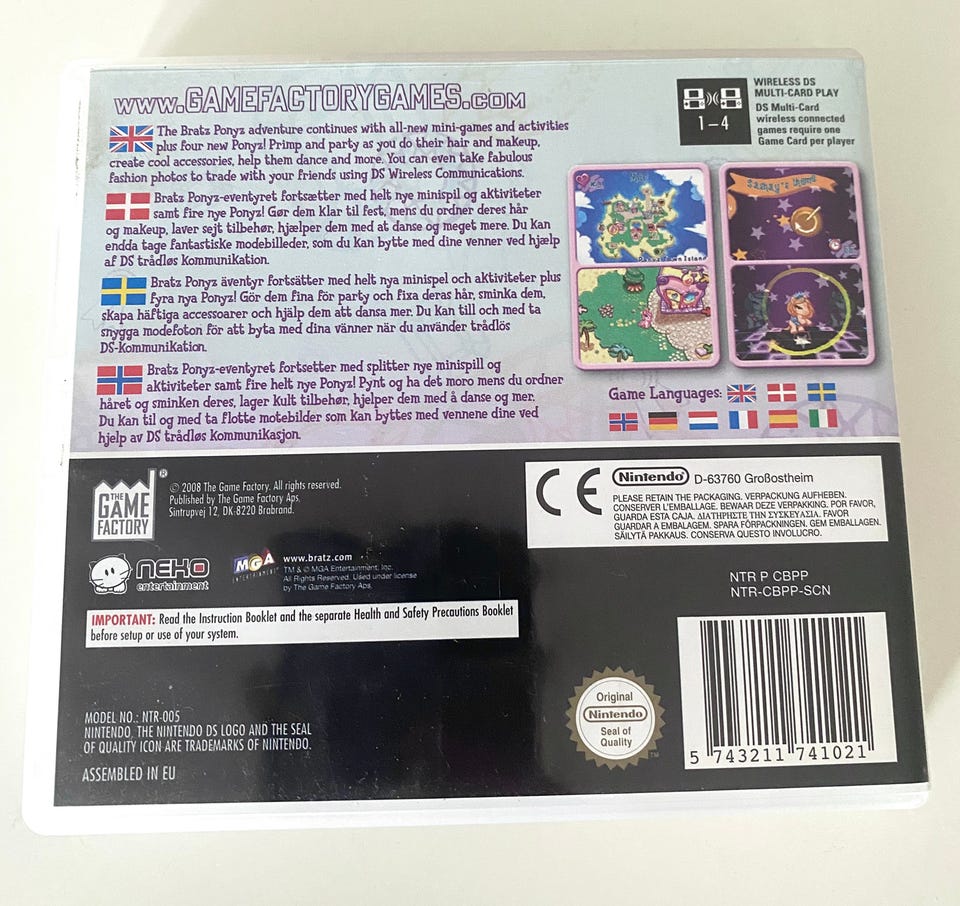 www.GAMEFACTORYGAMES.com
The Bratz Ponyz adventure continues with all-new mini-games and activities
plus four new Ponyz! Primp and party as you do their hair and makeup,
create cool accessories, help them dance and more. You can even take fabulous
fashion photos to trade with your friends using DS Wireless Communications.
Bratz Ponyz-eventyret fortsætter med helt nye minispil og aktiviteter
samt fire nye Ponyz! Gør dem klar til fest, mens du ordner deres hår
og makeup, laver sejt tilbehør, hjælper dem med at danse og meget mere. Du kan
endda tage fantastiske modebilleder, som du kan bytte med dine venner ved hjælp
af DS trådløs kommunikation.
Bratz Ponyz äventyr fortsätter med helt nya minispel og aktiviteter plus
fyra nya Ponyz! Gör dem fina för party och fixa deras hår, sminka dem,
skapa häftiga accessoarer och hjälp dem att dansa mer. Du kan till och med ta
snygga modefoton för att byta med dina vänner när du använder trådlös
DS-kommunikation.
Bratz Ponyz-eventyret fortsetter med splitter nye minispill og
aktiviteter samt fire helt nye Ponyz! Pynt og ha det moro mens du ordner
håret og sminken deres, lager kult tilbehør, hjelper dem med å danse og mer.
Du kan til og med ta flotte motebilder som kan byttes med vennene dine ved
hjelp av DS trådløs kommunikasjon.
1-4
WIRELESS DS
MULTI-CARD PLAY
DS Multi-Card
wireless connected
games require one
Game Card per player
Ponyz Town Island
Game Languages:
THE
GAME
FACTORY
®
© 2008 The Game Factory. All rights reserved.
Published by The Game Factory Aps.
Sintrupvej 12, DK-8220 Brabrand.
NEKO
entertainment
MGA
ENTERTAINMENT
www.bratz.com
TM & © MGA Entertainment, Inc.
All Rights Reserved. Used under license
by The Game Factory Aps.
IMPORTANT: Read the Instruction Booklet and the separate Health and Safety Precautions Booklet
before setup or use of your system.
MODEL NO.: NTR-005
NINTENDO, THE NINTENDO DS LOGO AND THE SEAL
OF QUALITY ICON ARE TRADEMARKS OF NINTENDO.
ASSEMBLED IN EU
CE
Nintendo® D-63760 Großostheim
PLEASE RETAIN THE PACKAGING. VERPACKUNG AUFHEBEN.
CONSERVER L'EMBALLAGE. BEWAAR DEZE VERPAKKING. POR FAVOR,
GUARDA ESTA CAJA. ΔΙΑΤΗΡΗΣΤΕ ΤΗΝ ΣΥΣΚΕΥΑΣΙΑ. FAVOR
GUARDAR A EMBALAGEM. SPARA FÖRPACKNINGEN. GEM EMBALLAGEN.
SÄILYTÄ PAKKAUS. CONSERVA QUESTO INVOLUCRO.
NTR P CBPP
NTR-CBPP-SCN
Original
Nintendo
Seal of
Quality
TM
5 743211 741021